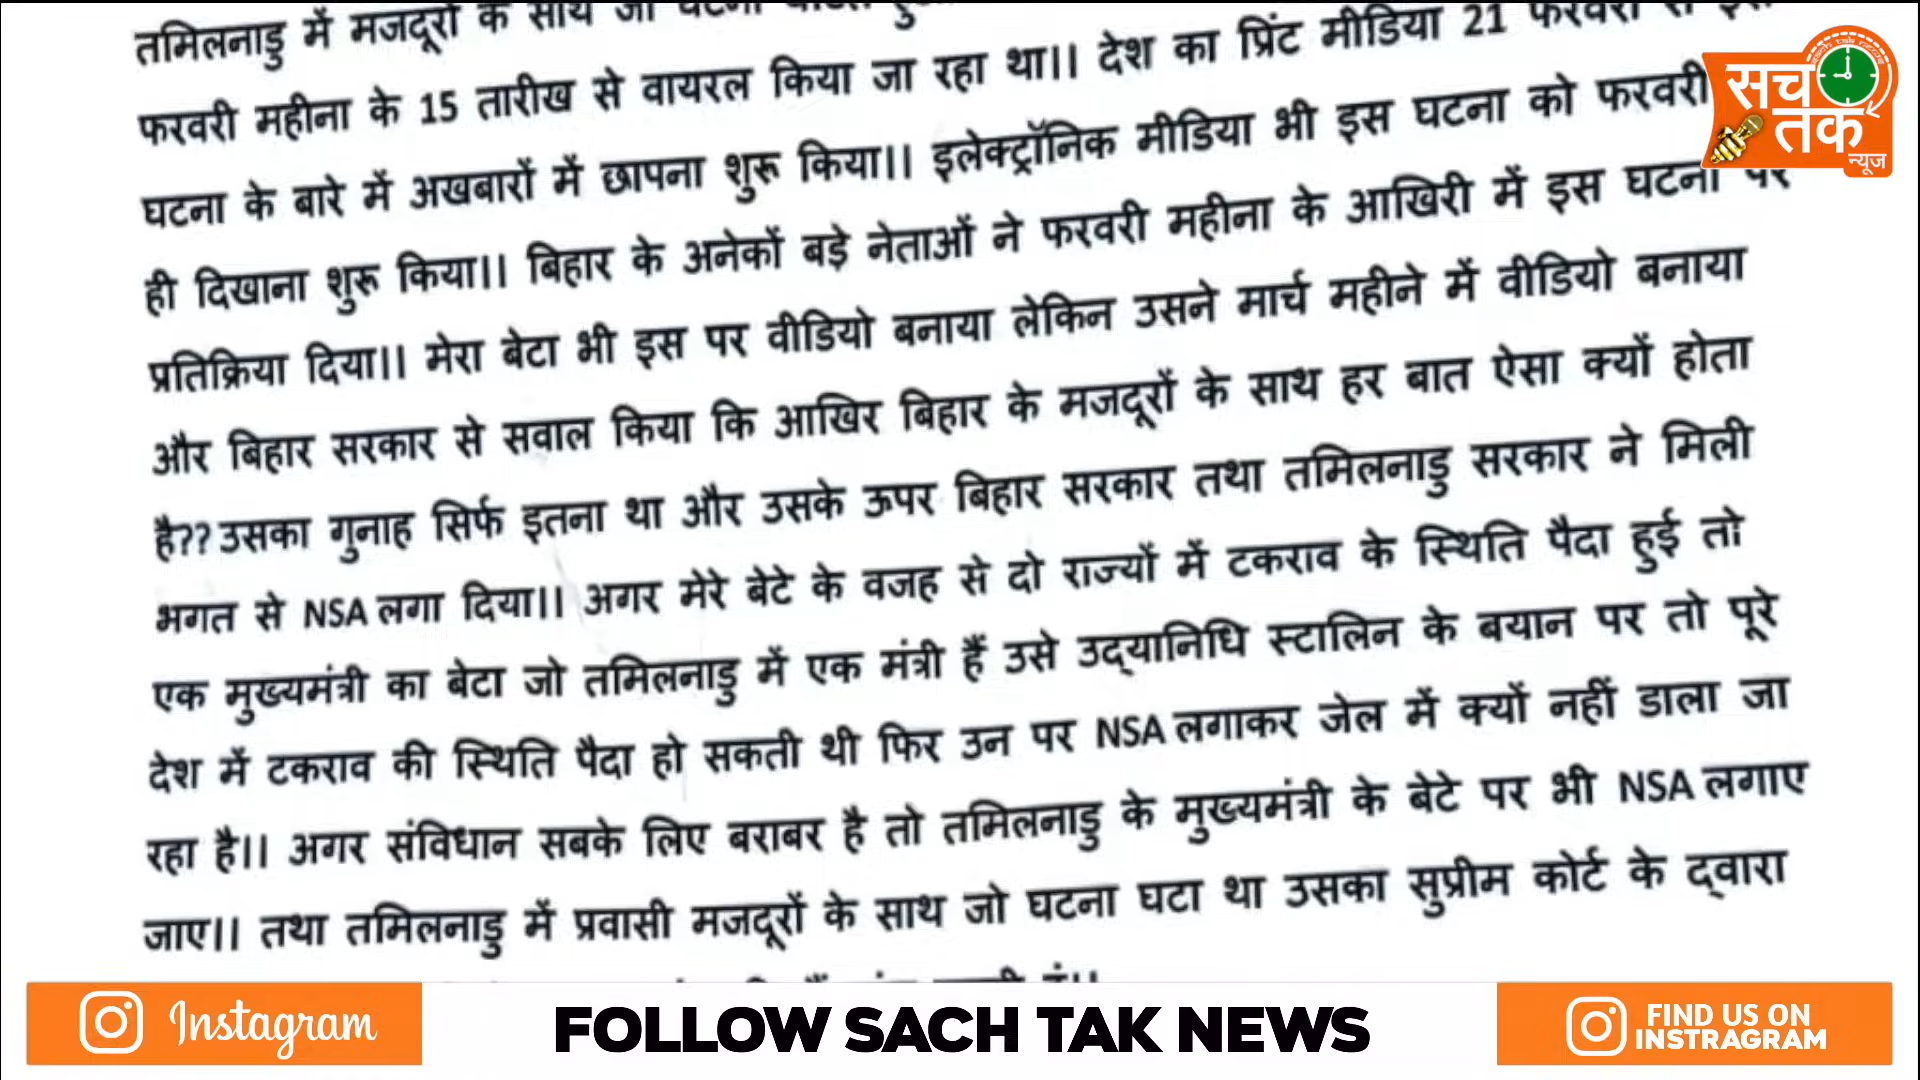 तमिलनाडु में मजदूरों के साथ जो घटना
फरवरी महीना के 15 तारीख से वायरल किया जा रहा था।। देश का प्रिंट मीडिया 21 फरवरी से इस
घटना के बारे में अखबारों में छापना शुरू किया।। इलेक्ट्रॉनिक मीडिया भी इस घटना को फरवरी
ही दिखाना शुरू किया।। बिहार के अनेकों बड़े नेताओं ने फरवरी महीना के आखिरी में इस घटना पर
प्रतिक्रिया दिया।। मेरा बेटा भी इस पर वीडियो बनाया लेकिन उसने मार्च महीने में वीडियो बनाया
और बिहार सरकार से सवाल किया कि आखिर बिहार के मजदूरों के साथ हर बात ऐसा क्यों होता
है?? उसका गुनाह सिर्फ इतना था और उसके ऊपर बिहार सरकार तथा तमिलनाडु सरकार ने मिली
भगत से NSA लगा दिया।। अगर मेरे बेटे के वजह से दो राज्यों में टकराव के स्थिति पैदा हुई तो
एक मुख्यमंत्री का बेटा जो तमिलनाडु में एक मंत्री हैं उसे उद्यानिधि स्टालिन के बयान पर तो पूरे
देश में टकराव की स्थिति पैदा हो सकती थी फिर उन पर NSA लगाकर जेल में क्यों नहीं डाला जा
रहा है।। अगर संविधान सबके लिए बराबर है तो तमिलनाडु के मुख्यमंत्री के बेटे पर भी NSA लगाए
जाए।। तथा तमिलनाडु में प्रवासी मजदूरों के साथ जो घटना घटा था उसका सुप्रीम कोर्ट के द्वारा
सच
तक
न्यूज
Instagram
FOLLOW SACH TAK NEWS
FIND US ON
INSTRAGRAM